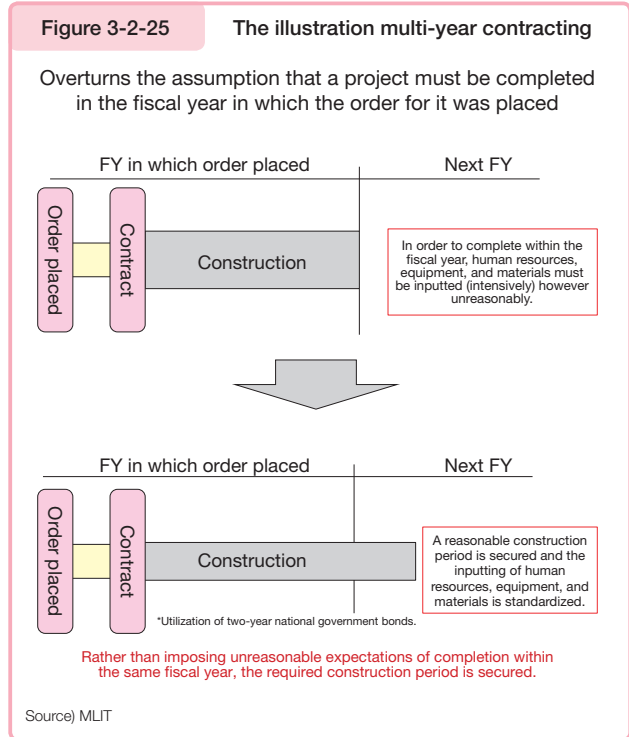 Figure 3-2-25
The illustration multi-year contracting
Overturns the assumption that a project must be completed
in the fiscal year in which the order for it was placed
FY in which order placed
Next FY
Order placed
Contract
Construction
In order to complete within the
fiscal year, human resources,
equipment, and materials must
be inputted (intensively) however
unreasonably.
FY in which order placed
Next FY
Order placed
Contract
Construction
A reasonable construction
period is secured and the
inputting of human
resources, equipment, and
materials is standardized.
*Utilization of two-year national government bonds.
Rather than imposing unreasonable expectations of completion within
the same fiscal year, the required construction period is secured.
Source) MLIT